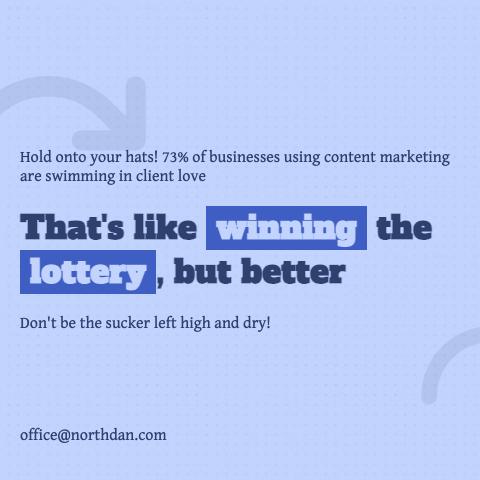 Hold onto your hats! 73% of businesses using content marketing
are swimming in client love
That's like winning the
lottery, but better
Don't be the sucker left high and dry!
office@northdan.com